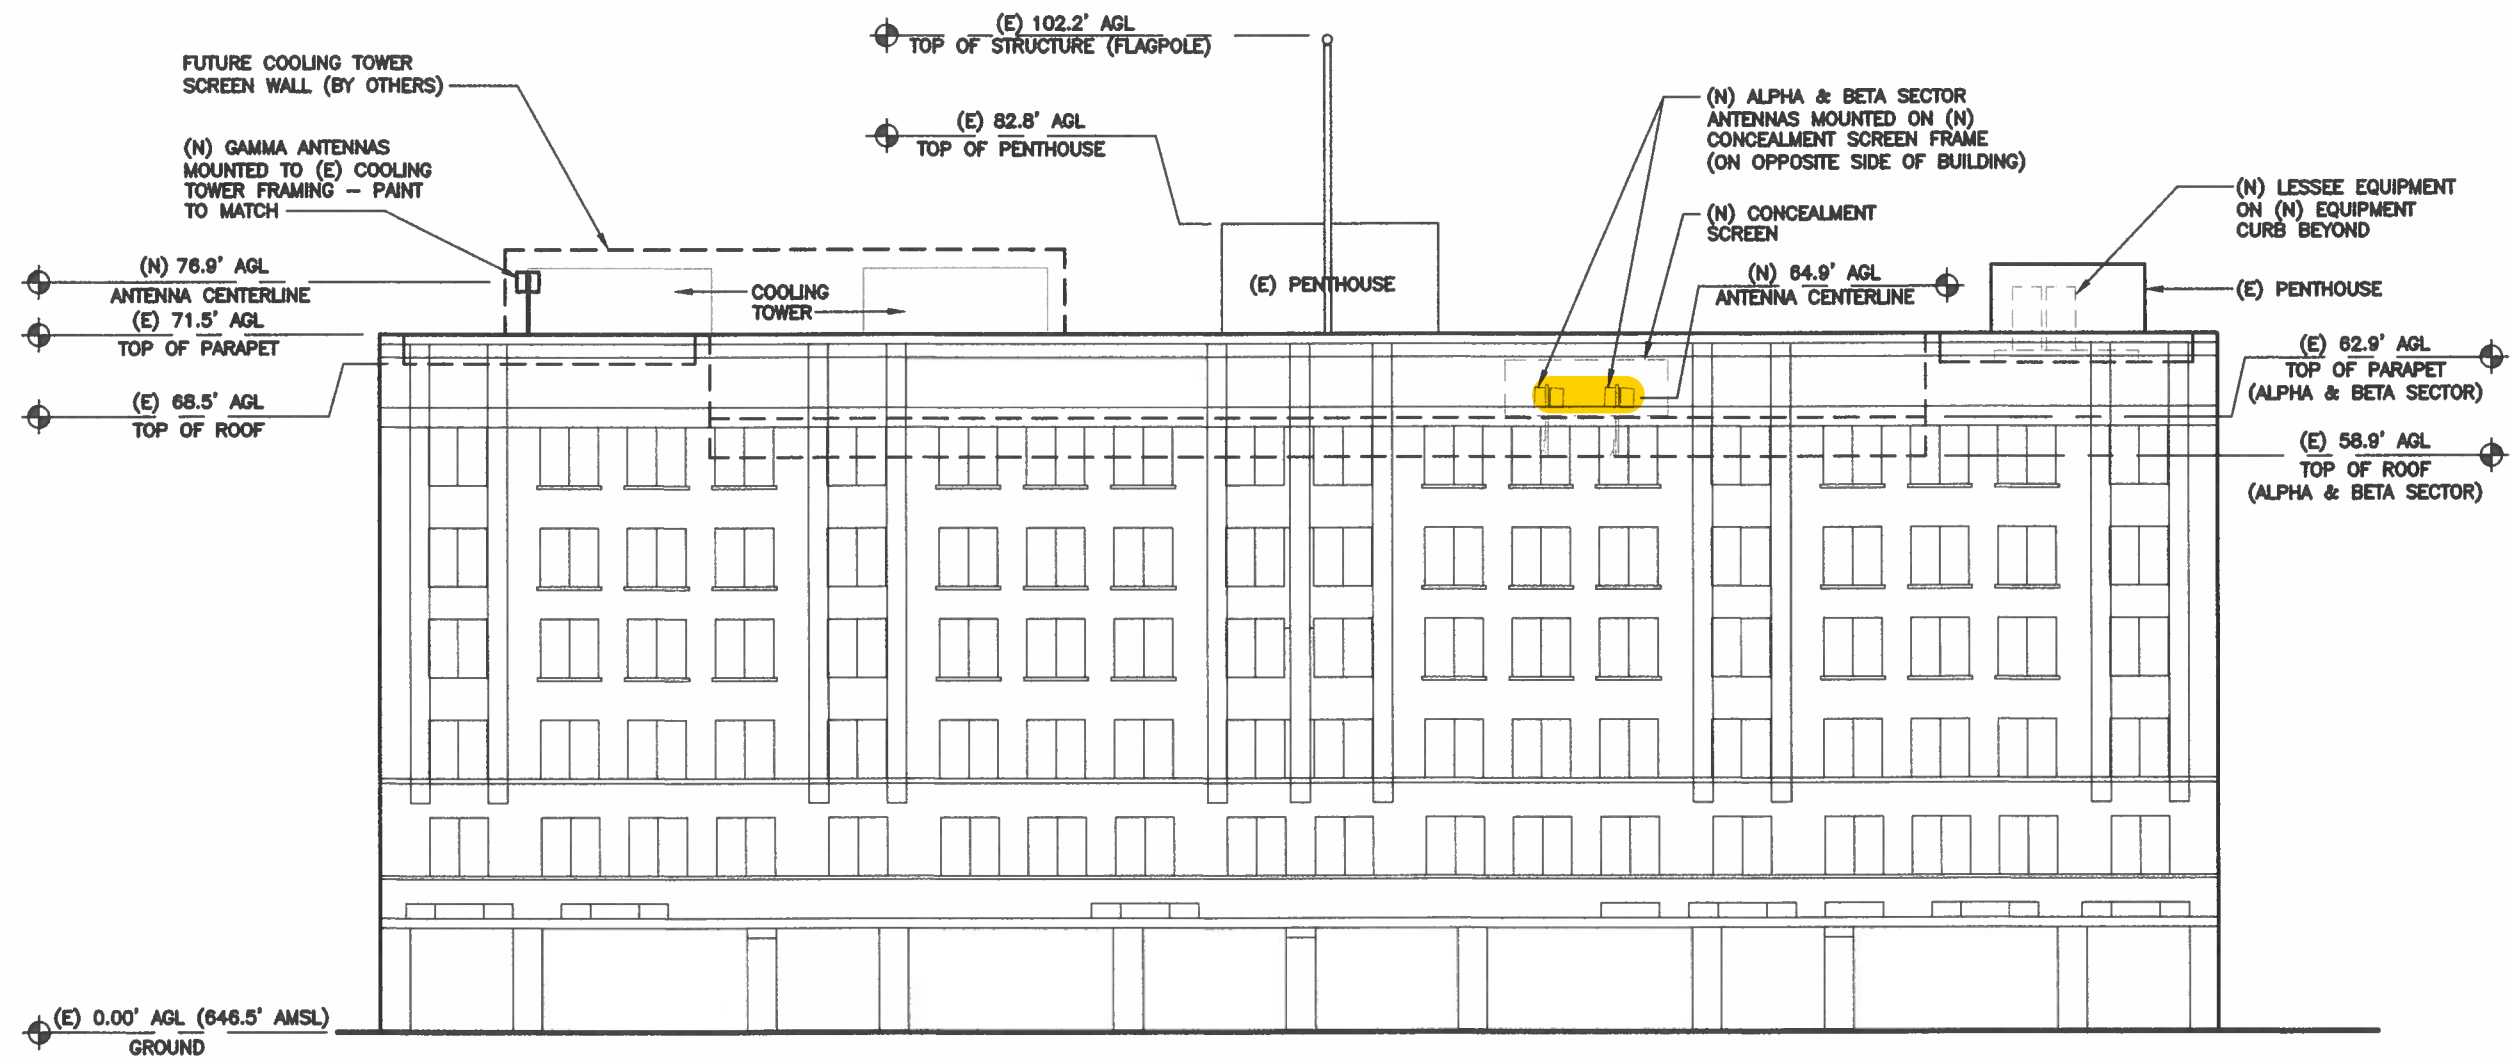 (E) 102.2' AGL
TOP OF STRUCTURE (FLAGPOLE)
FUTURE COOLING TOWER
SCREEN WALL (BY OTHERS)
(N) GAMMA ANTENNAS
MOUNTED TO (E) COOLING
TOWER FRAMING – PAINT
TO MATCH
(E) 82.8' AGL
TOP OF PENTHOUSE
(N) ALPHA & BETA SECTOR
ANTENNAS MOUNTED ON (N)
CONCEALMENT SCREEN FRAME
(ON OPPOSITE SIDE OF BUILDING)
(N) CONCEALMENT
SCREEN
(N) LESSEE EQUIPMENT
ON (N) EQUIPMENT
CURB BEYOND
(N) 76.9' AGL
ANTENNA CENTERLINE
(E) 71.5' AGL
TOP OF PARAPET
(E) 68.5' AGL
TOP OF ROOF
COOLING
TOWER
(E) PENTHOUSE
(N) 64.9' AGL
ANTENNA CENTERLINE
(E) PENTHOUSE
(E) 62.9' AGL
TOP OF PARAPET
(ALPHA & BETA SECTOR)
(E) 58.9' AGL
TOP OF ROOF
(ALPHA & BETA SECTOR)
(E) 0.00' AGL (646.5' AMSL)
GROUND